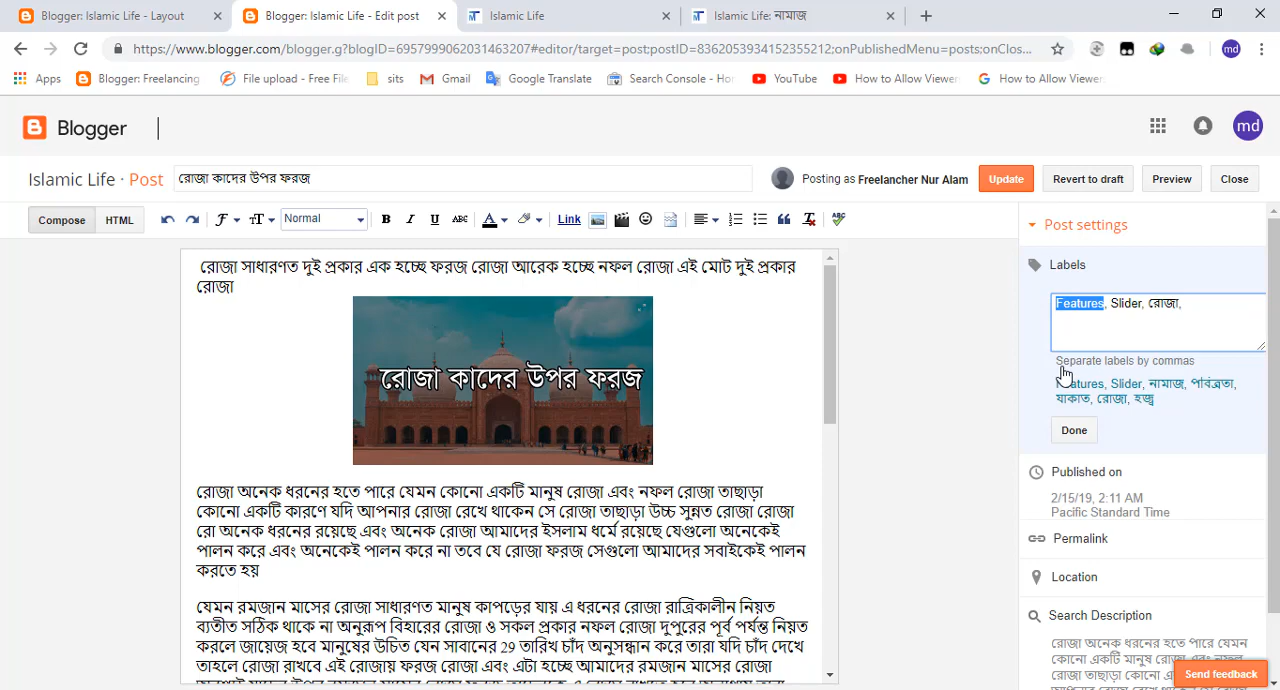 Blogger: Islamic Life - Layout
Blogger: Islamic Life - Edit post
Islamic Life
Islamic Life: নামাজ
https://www.blogger.com/blogger.g?blogID=6957999062031463207#editor/target=post;postID=8362053934152355212;onPublishedMenu=posts;onClos...
md
Apps
Blogger: Freelancing
File upload - Free File
sits
Gmail
Google Translate
Search Console - Ho
YouTube
How to Allow Viewer
How to Allow Viewer
Blogger
md
Islamic Life · Post
রোজা কাদের উপর ফরজ
Posting as Freelancher Nur Alam
Update
Revert to draft
Preview
Close
Compose
HTML
Normal
Link
Post settings
রোজা সাধারণত দুই প্রকার এক হচ্ছে ফরজ রোজা আরেক হচ্ছে নফল রোজা এই মোট দুই প্রকার
রোজা
রোজা কাদের উপর ফরজ
রোজা অনেক ধরনের হতে পারে যেমন কোনো একটি মানুষ রোজা এবং নফল রোজা তাছাড়া
কোনো একটি কারণে যদি আপনার রোজা রেখে থাকেন সে রোজা তাছাড়া উচ্চ সুন্নত রোজা রোজা
রো অনেক ধরনের রয়েছে এবং অনেক রোজা আমাদের ইসলাম ধর্মে রয়েছে যেগুলো অনেকেই
পালন করে এবং অনেকেই পালন করে না তবে যে রোজা ফরজ সেগুলো আমাদের সবাইকেই পালন
করতে হয়
যেমন রমজান মাসের রোজা সাধারণত মানুষ কাপড়ের যায় এ ধরনের রোজা রাত্রিকালীন নিয়ত
ব্যতীত সঠিক থাকে না অনুরূপ বিহারের রোজা ও সকল প্রকার নফল রোজা দুপুরের পূর্ব পর্যন্ত নিয়ত
করলে জায়েজ হবে মানুষের উচিত যেন সাবানের 29 তারিখ চাঁদ অনুসন্ধান করে তারা যদি চাঁদ দেখে
তাহলে রোজা রাখবে এই রোজায় ফরজ রোজা এবং এটা হচ্ছে আমাদের রমজান মাসের রোজা
Labels
Features, Slider, রোজা,
Separate labels by commas
Features, Slider, নামাজ, পবিত্রতা,
যাকাত, রোজা, হজ্ব
Done
Published on
2/15/19, 2:11 AM
Pacific Standard Time
Permalink
Location
Search Description
রোজা অনেক ধরনের হতে পারে যেমন
কোনো একটি মানুষ রোজা এবং নফল
রোজা তাছাড়া
Send feedback